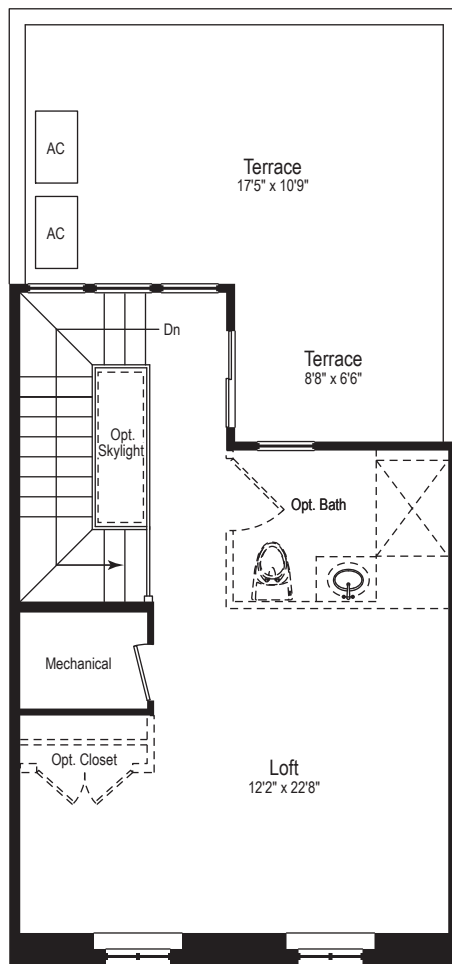 AC
Terrace
17'5" x 10'9"
AC
Dn
Terrace
8'8" x 6'6"
Opt.
Skylight
Opt. Bath
Mechanical
Opt. Closet
Loft
12'2" x 22'8"